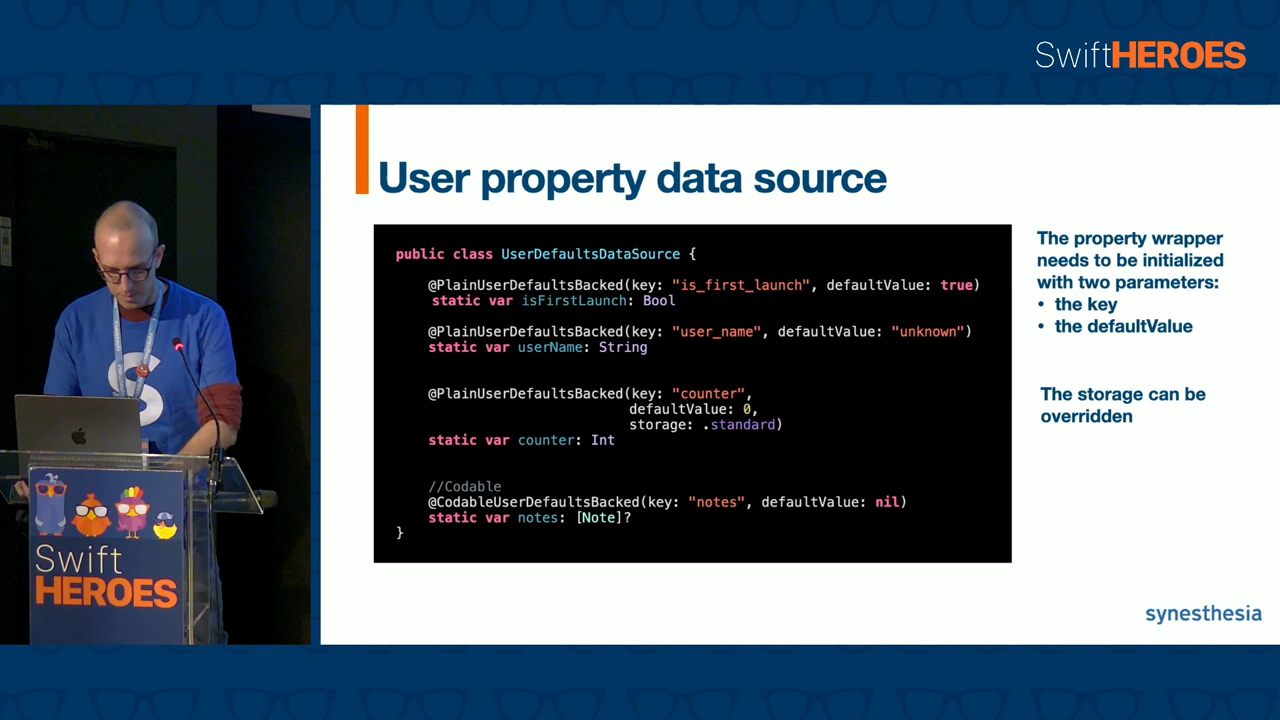 SwiftHEROES
User property data source
public class UserDefaultsDataSource {
@PlainUserDefaultsBacked(key: "is_first_launch", defaultValue: true)
static var isFirstLaunch: Bool
@PlainUserDefaultsBacked(key: "user_name", defaultValue: "unknown")
static var userName: String
@PlainUserDefaultsBacked(key: "counter",
defaultValue: 0,
storage: .standard)
static var counter: Int
//Codable
@CodableUserDefaultsBacked(key: "notes", defaultValue: nil)
static var notes: [Note]?
}
The property wrapper
needs to be initialized
with two parameters:
• the key
• the defaultValue
The storage can be
overridden
synesthesia
S
Swift
HEROES